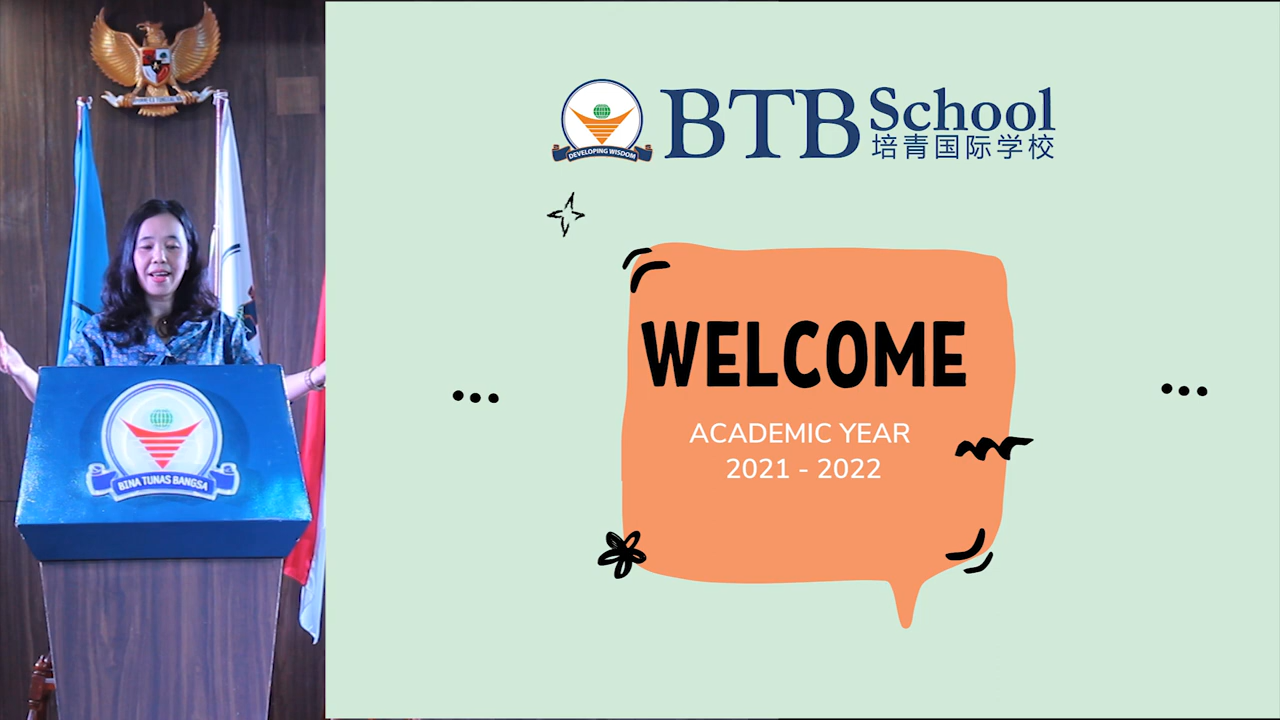 BTB School
培青国际学校
DEVELOPING WISDOM
WELCOME
ACADEMIC YEAR
2021 - 2022
BINA TUNAS BANGSA